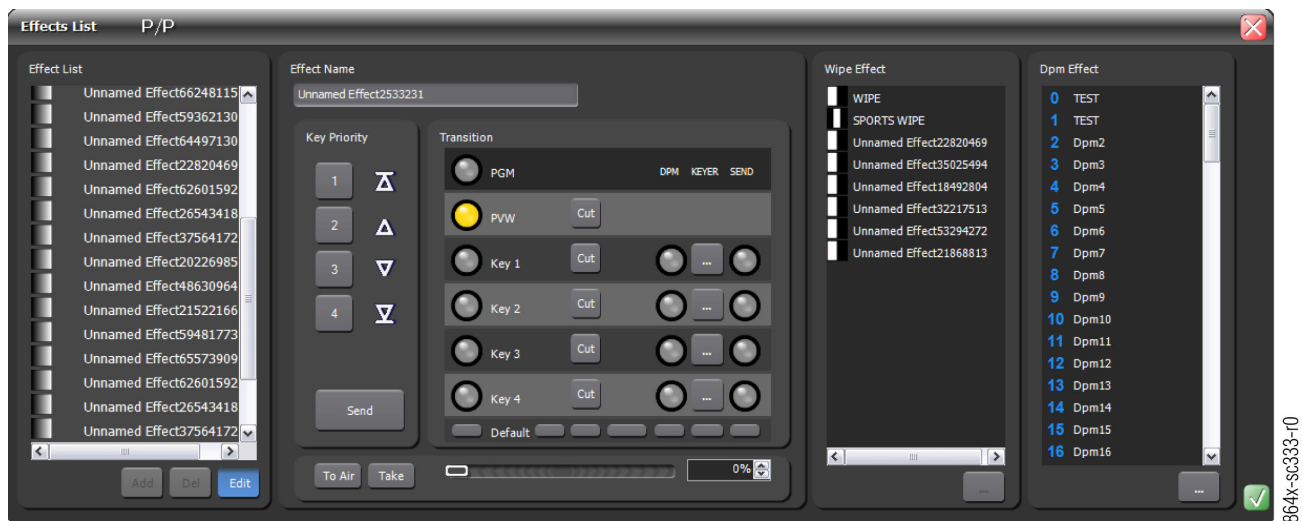 Effects List P/P
Effect List
Unnamed Effect66248115
Unnamed Effect59362130
Unnamed Effect64497130
Unnamed Effect22820469
Unnamed Effect62601592
Unnamed Effect26543418
Unnamed Effect37564172
Unnamed Effect20226985
Unnamed Effect48630964
Unnamed Effect21522166
Unnamed Effect59481773
Unnamed Effect65573909
Unnamed Effect62601592
Unnamed Effect26543418
Unnamed Effect37564172
Add Del Edit
Effect Name
Unnamed Effect2533231
Key Priority
1
2
3
4
Send
Transition
PGM DPM KEYER SEND
PVW Cut
Key 1 Cut ...
Key 2 Cut ...
Key 3 Cut ...
Key 4 Cut ...
Default
To Air Take 0%
Wipe Effect
WIPE
SPORTS WIPE
Unnamed Effect22820469
Unnamed Effect35025494
Unnamed Effect18492804
Unnamed Effect32217513
Unnamed Effect53294272
Unnamed Effect21868813
...
Dpm Effect
0 TEST
1 TEST
2 Dpm2
3 Dpm3
4 Dpm4
5 Dpm5
6 Dpm6
7 Dpm7
8 Dpm8
9 Dpm9
10 Dpm10
11 Dpm11
12 Dpm12
13 Dpm13
14 Dpm14
15 Dpm15
16 Dpm16
...
864x-sc333-r0